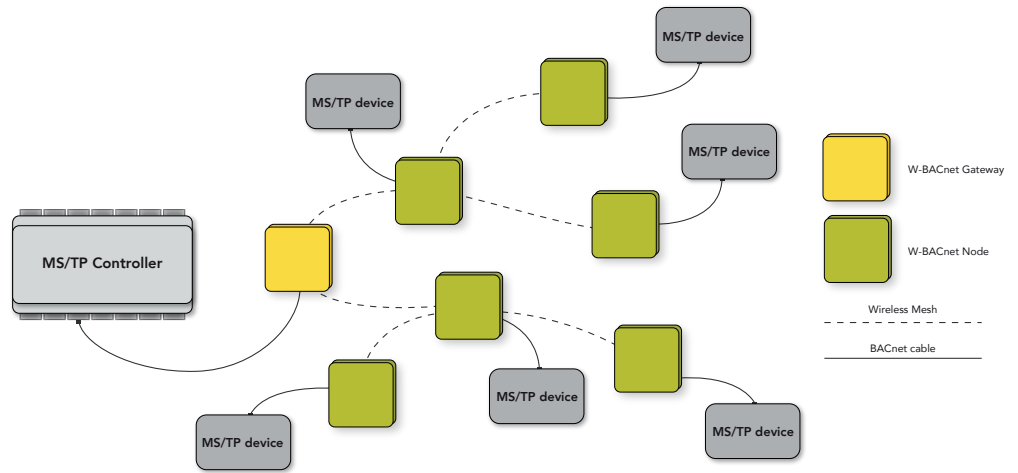 MS/TP device
MS/TP device
MS/TP device
W-BACnet Gateway
MS/TP Controller
W-BACnet Node
Wireless Mesh
BACnet cable
MS/TP device
MS/TP device
MS/TP device